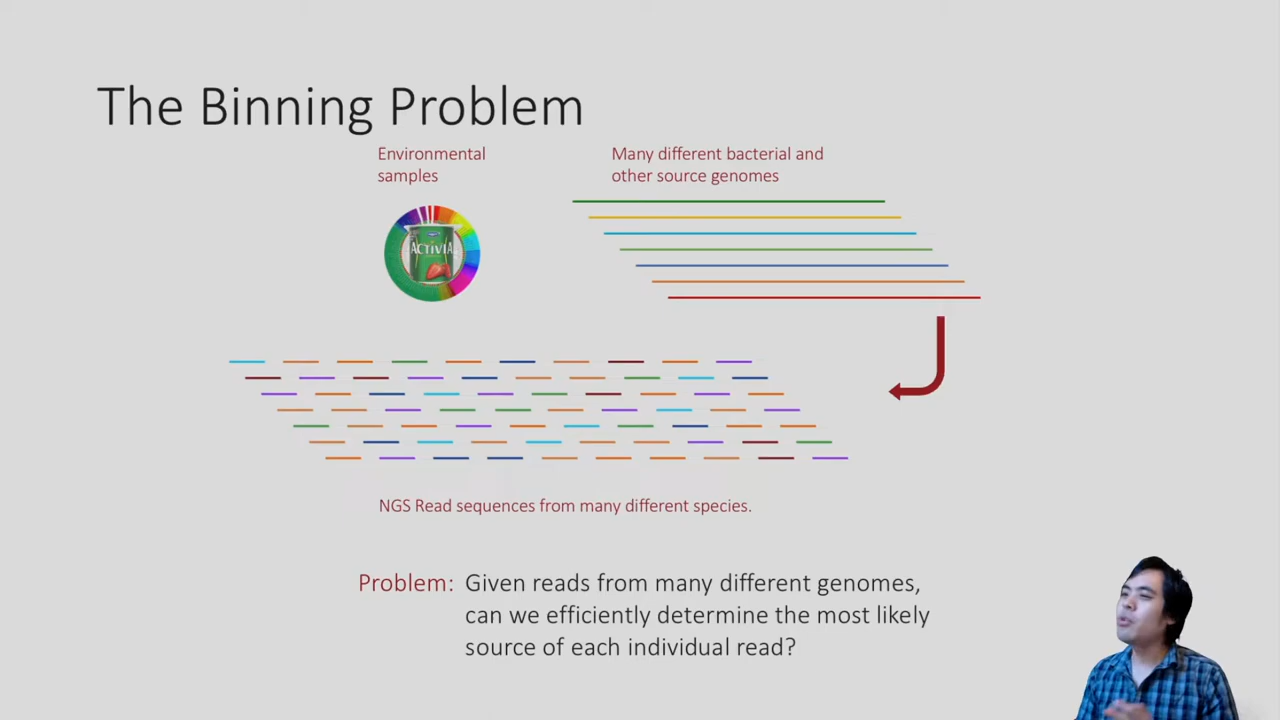 The Binning Problem
Environmental
samples
Many different bacterial and
other source genomes
ACTIVIA
NGS Read sequences from many different species.
Problem: Given reads from many different genomes,
can we efficiently determine the most likely
source of each individual read?